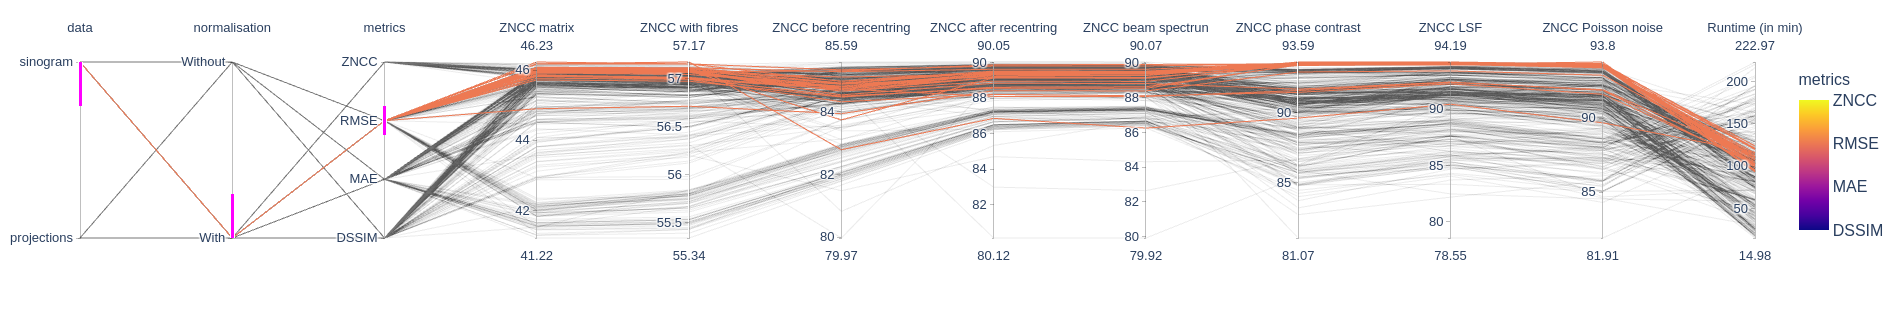 data normalisation metrics ZNCC matrix ZNCC with fibres ZNCC before recentring ZNCC after recentring ZNCC beam spectrun ZNCC phase contrast ZNCC LSF ZNCC Poisson noise Runtime (in min)
46.23 57.17 85.59 90.05 90.07 93.59 94.19 93.8 222.97
sinogram Without ZNCC 46 57 90 90 200
metrics
ZNCC
84 88 88 90 90 90
RMSE 56.5 150
RMSE
44 86 86
85 100
MAE 56 82 84 84 85 85
MAE
42 55.5 82 82 80 50
projections With DSSIM 80 80
DSSIM
41.22 55.34 79.97 80.12 79.92 81.07 78.55 81.91 14.98